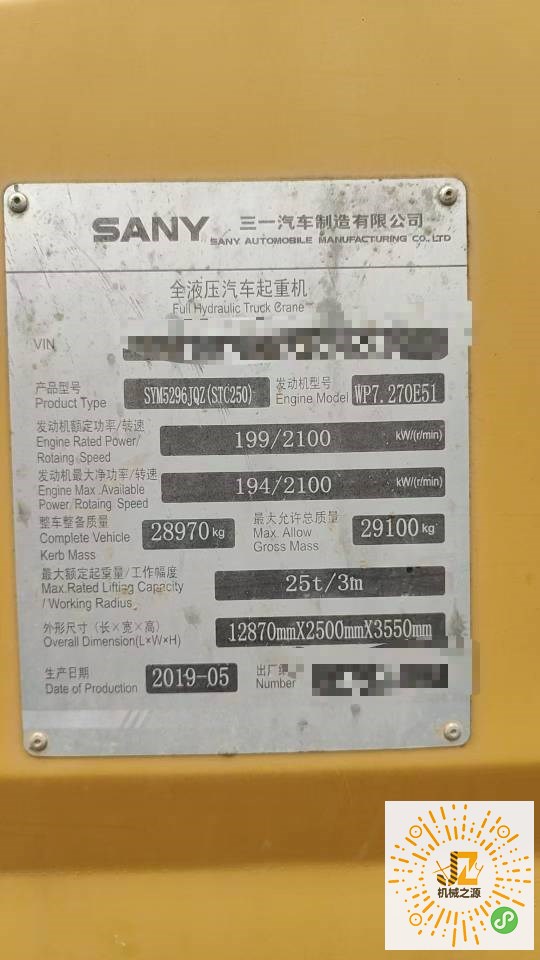 SANY 三一汽车制造有限公司
SANY AUTOMOBILE MANUFACTURING CO.,LTD
全液压汽车起重机
Full Hydraulic Truck Crane
VIN
产品型号 SYM5296JQZ(STC250) 发动机型号 WP7.270E51
Product Type Engine Model
发动机额定功率/转速
Engine Rated Power/ 199/2100 kW/(r/min)
Rotaing Speed
发动机最大净功率/转速
Engine Max .Available 194/2100 kW/(r/min)
Power/Rotaing Speed
整车整备质量 最大允许总质量
Complete Vehicle 28970kg Max. Allow 29100kg
Kerb Mass Gross Mass
最大额定起重量/工作幅度
Max.Rated Lifting Capacity 25t/3m
/ Working Radius
外形尺寸（长×宽×高） 12870mmX2500mmX3550mm
Overall Dimension(L×W×H)
生产日期 2019-05 出厂编
Date of Production Number
JZY
机械之源